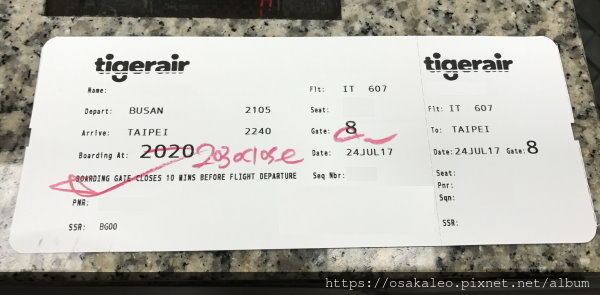 tigerair
Name: Flt: IT 607
Depart: BUSAN 2105 Seat:
Arrive: TAIPEI 2240 Gate: 8
Boarding At: 2020 2030close Date: 24JUL17
BOARDING GATE CLOSES 10 MINS BEFORE FLIGHT DEPARTURE Seq Nbr:
PNR:
SSR: BG00
tigerair
Flt: IT 607
To: TAIPEI
Date: 24JUL17 Gate: 8
Seat:
Pnr:
Sqn:
SSR:
https://osakaleo.pixnet.net/album